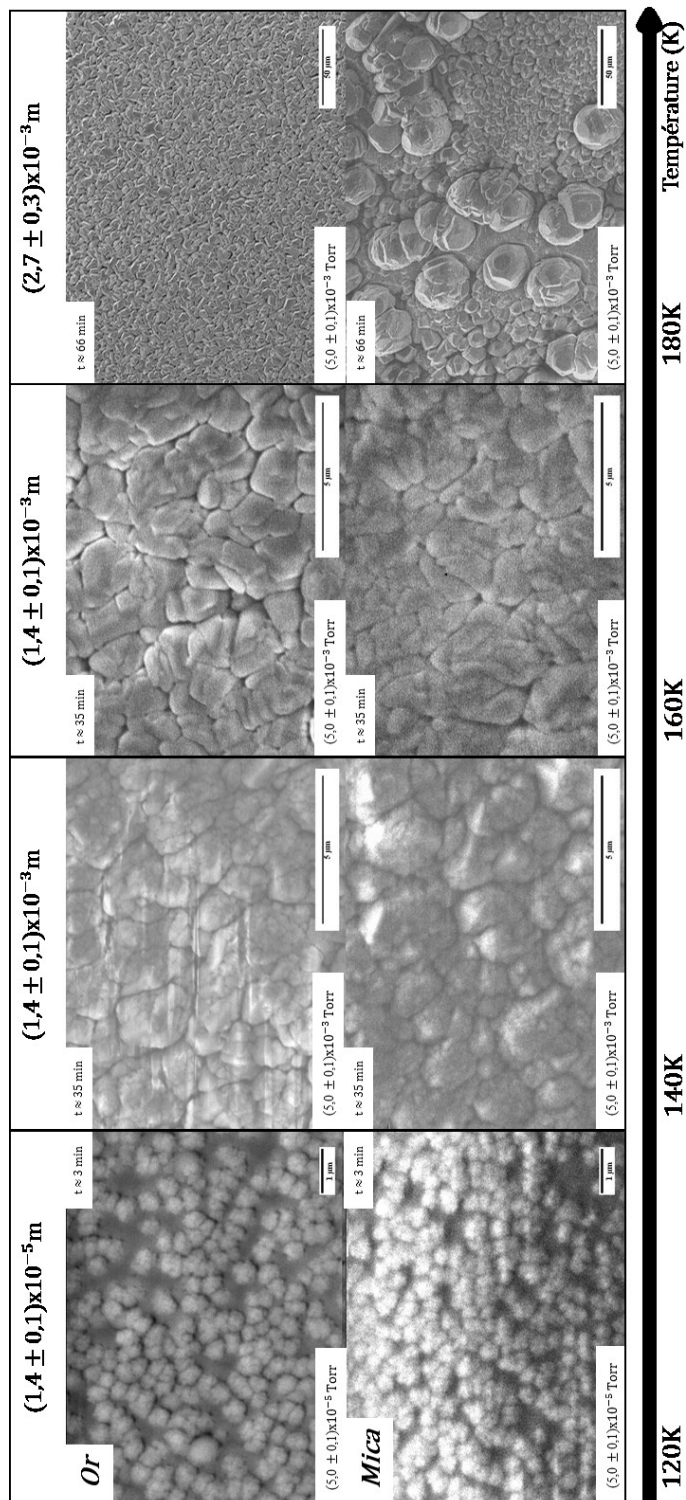 (1,4 ± 0,1)x10⁻⁵m
(1,4 ± 0,1)x10⁻³m
(1,4 ± 0,1)x10⁻³m
(2,7 ± 0,3)x10⁻³m
Or
t ≈ 3 min
(5,0 ± 0,1)x10⁻⁵ Torr
1 μm
t ≈ 35 min
(5,0 ± 0,1)x10⁻³ Torr
5 μm
t ≈ 35 min
(5,0 ± 0,1)x10⁻³ Torr
5 μm
t ≈ 66 min
(5,0 ± 0,1)x10⁻³ Torr
50 μm
Mica
t ≈ 3 min
(5,0 ± 0,1)x10⁻⁵ Torr
1 μm
t ≈ 35 min
(5,0 ± 0,1)x10⁻³ Torr
5 μm
t ≈ 35 min
(5,0 ± 0,1)x10⁻³ Torr
5 μm
t ≈ 66 min
(5,0 ± 0,1)x10⁻³ Torr
50 μm
120K
140K
160K
180K
Température (K)